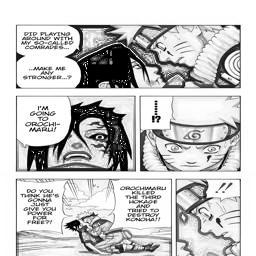 DID PLAYING
AROUND WITH
MY SO-CALLED
COMRADES...
...MAKE ME
ANY
STRONGER...?
I'M
GOING TO
OROCHI-
MARU!
......
!?
!!
OROCHIMARU
KILLED THE
THIRD
HOKAGE
AND
TRIED TO
DESTROY
KONOHA!!
DO YOU
THINK HE'S
GONNA
JUST
GIVE YOU
POWER
FOR FREE?!